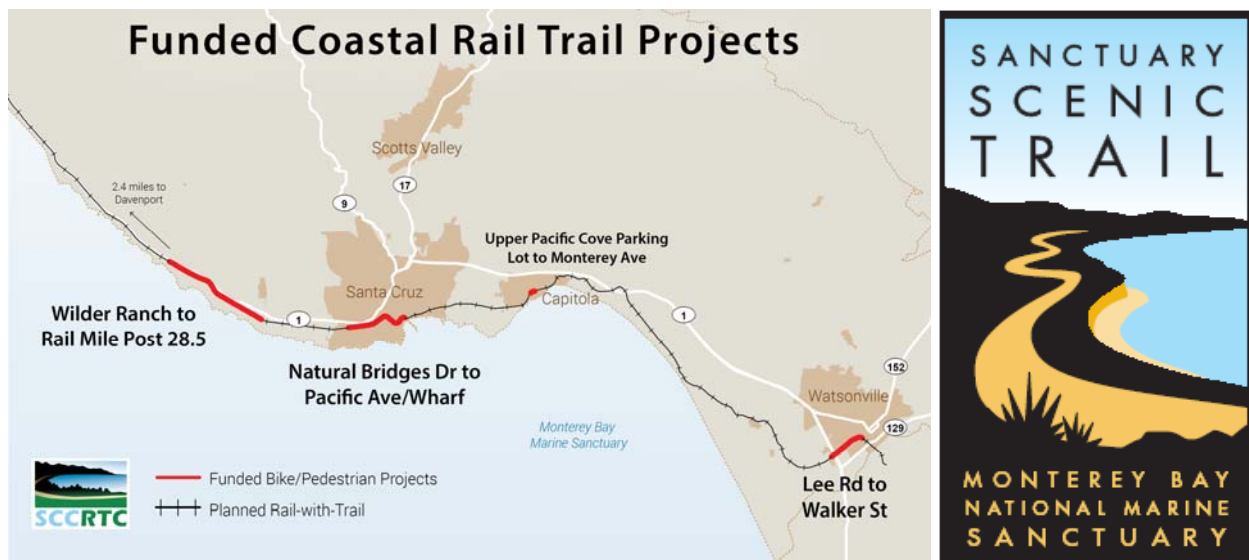 Funded Coastal Rail Trail Projects
Scotts Valley
2.4 miles to
Davenport
9
17
Upper Pacific Cove Parking
Lot to Monterey Ave
Santa Cruz
Capitola
Wilder Ranch to
Rail Mile Post 28.5
1
1
Natural Bridges Dr to
Pacific Ave/Wharf
152
Watsonville
129
Monterey Bay
Marine Sanctuary
Lee Rd to
Walker St
SCCRTC
Funded Bike/Pedestrian Projects
Planned Rail-with-Trail
SANCTUARY
SCENIC
TRAIL
MONTEREY BAY
NATIONAL MARINE
SANCTUARY